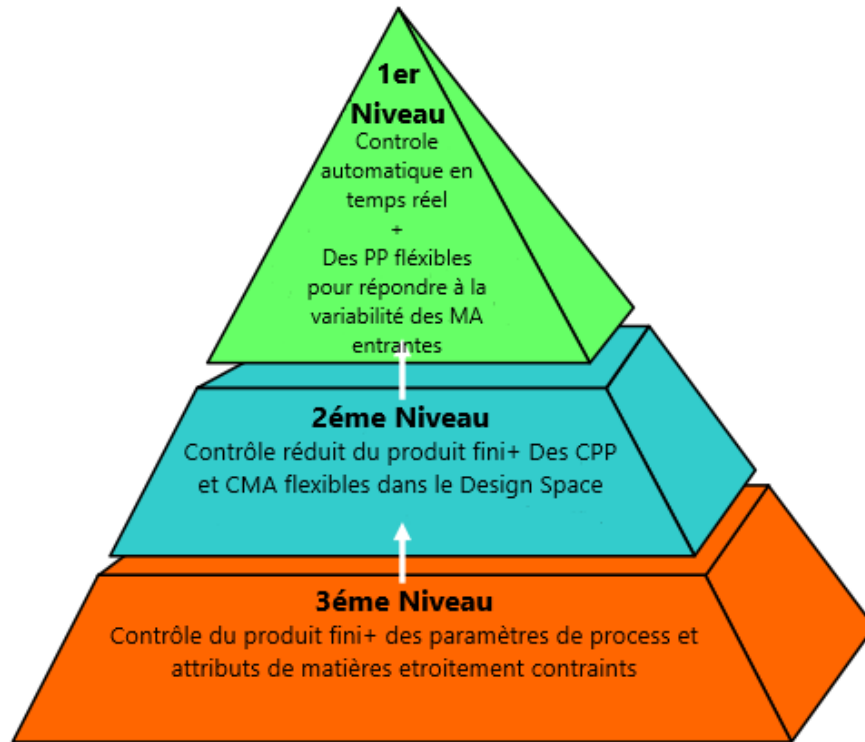 1er
Niveau
Controle
automatique en
temps réel
+
Des PP fléxibles
pour répondre à la
variabilité des MA
entrantes
2éme Niveau
Contrôle réduit du produit fini+ Des CPP
et CMA flexibles dans le Design Space
3éme Niveau
Contrôle du produit fini+ des paramètres de process et
attributs de matières etroitement contraints